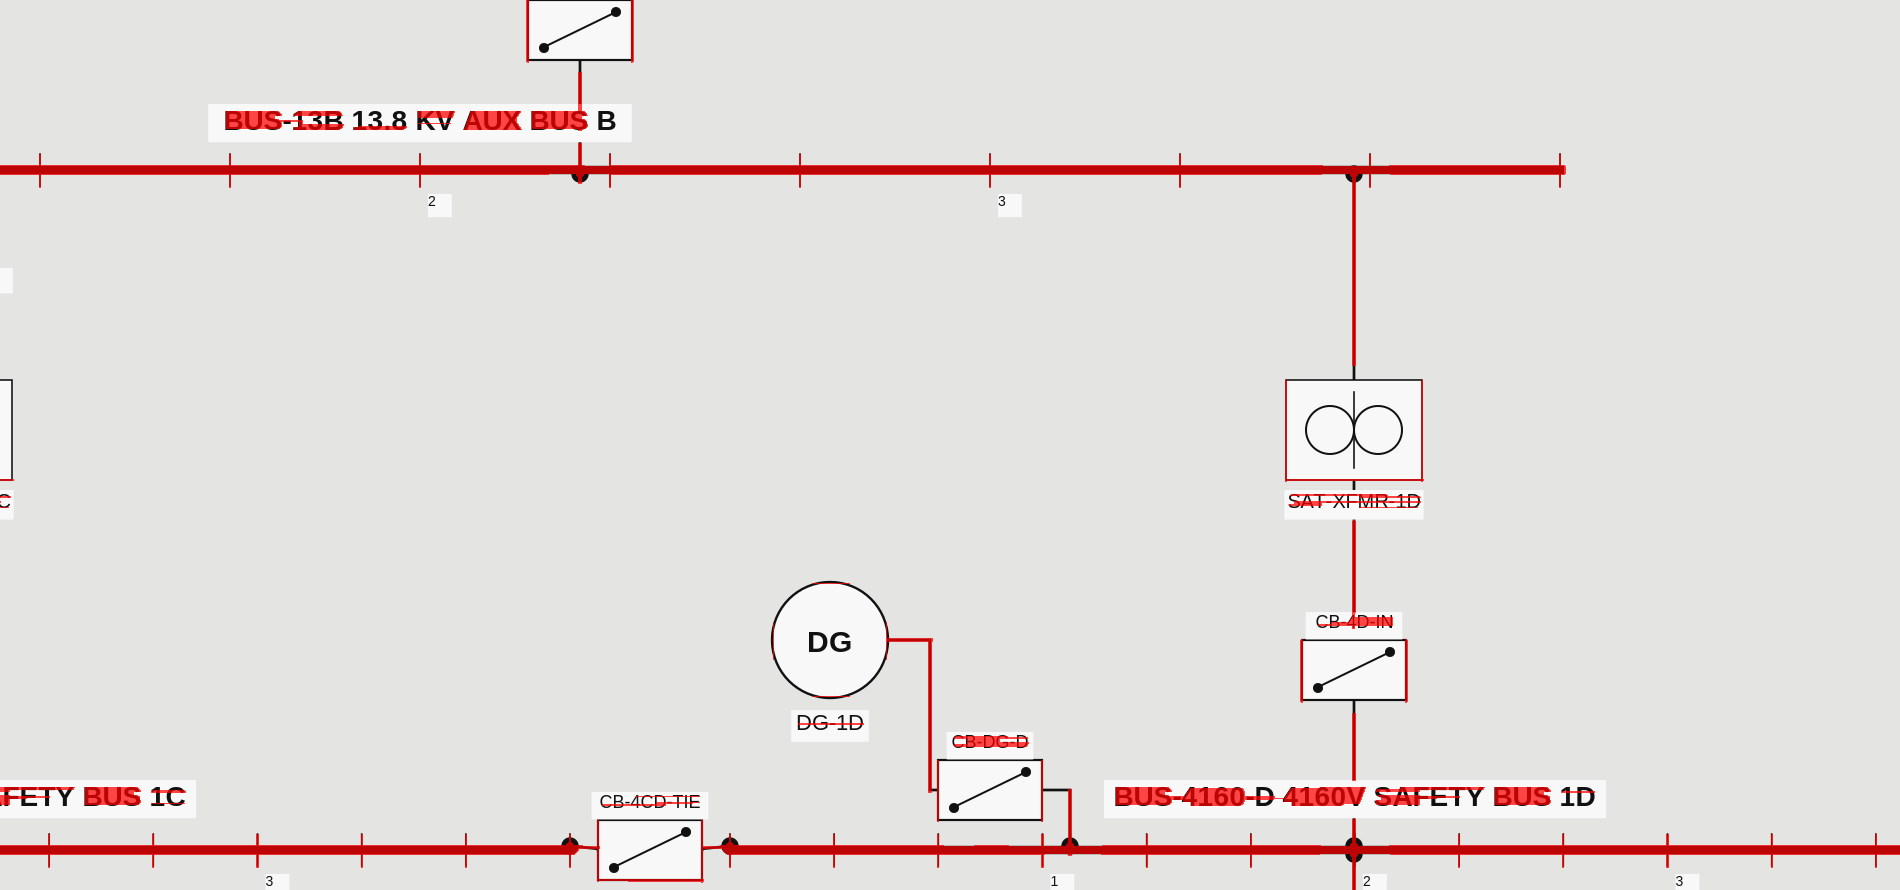 BUS-13B 13.8 KV AUX BUS B
2
3
C
SAT-XFMR-1D
CB-4D-IN
DG
DG-1D
CB-DG-D
FETY BUS 1C
CB-4CD-TIE
BUS-4160-D 4160V SAFETY BUS 1D
3
1
2
3